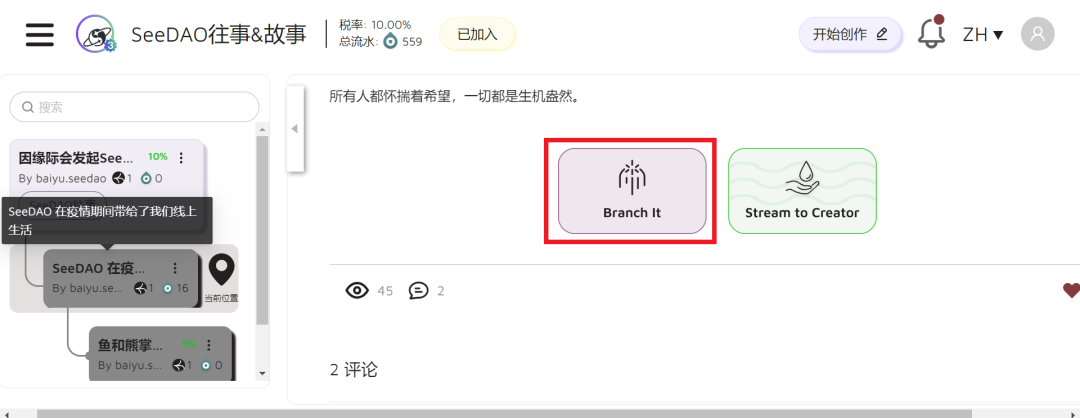 SeeDAO往事&故事
税率: 10.00%
总流水: 559
已加入
开始创作
ZH ▼
搜索
因缘际会发起See... 10%
By baiyu.seedao 1 0
SeeDAO 在疫情期间带给了我们线上
生活
SeeDAO 在疫...
By baiyu.se... 1 16
当前位置
鱼和熊掌...
By baiyu.s... 1 0
所有人都怀揣着希望，一切都是生机盎然。
Branch It
Stream to Creator
45 2
2 评论